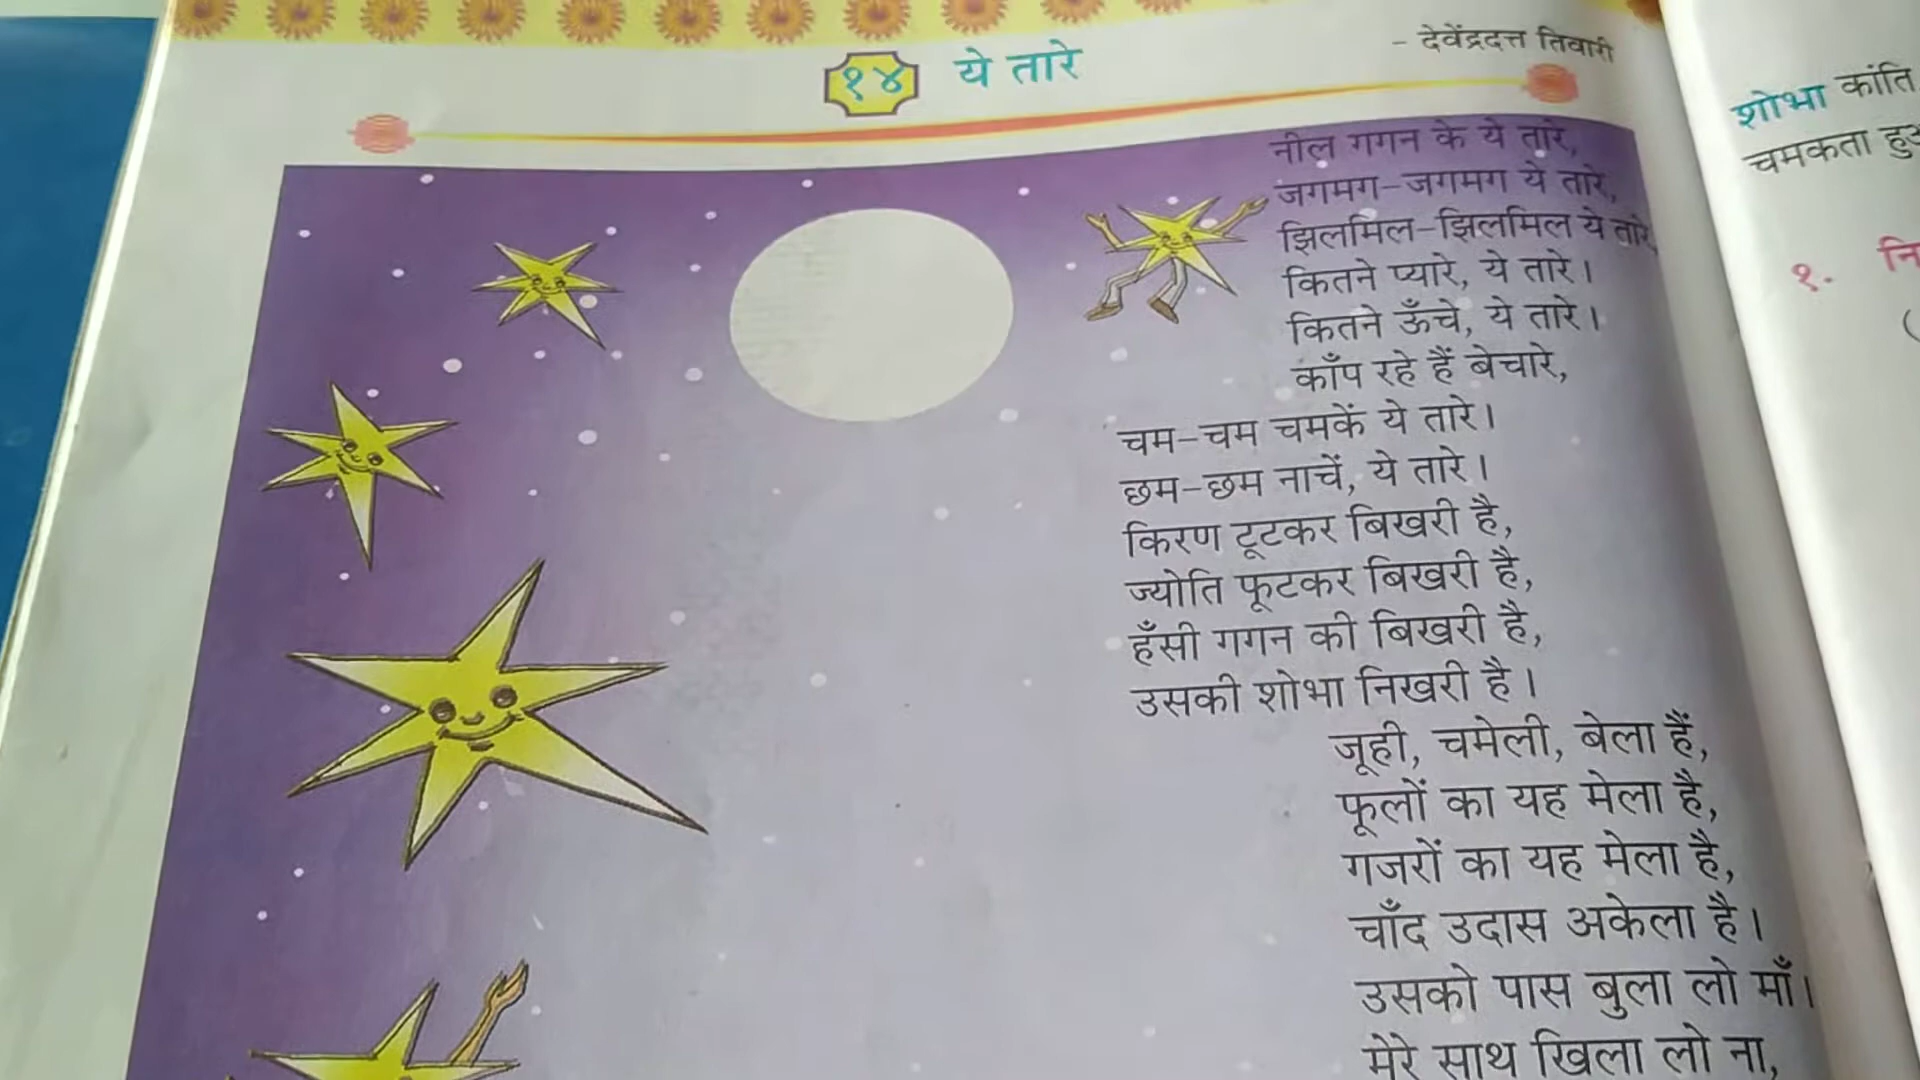 १४ ये तारे
- देवेंद्रदत्त तिवारी
नील गगन के ये तारे,
जगमग-जगमग ये तारे,
झिलमिल-झिलमिल ये तारे,
कितने प्यारे, ये तारे।
कितने ऊँचे, ये तारे।
काँप रहे हैं बेचारे,
चम-चम चमकें ये तारे।
छम-छम नाचें, ये तारे।
किरण टूटकर बिखरी है,
ज्योति फूटकर बिखरी है,
हँसी गगन की बिखरी है,
उसकी शोभा निखरी है।
जूही, चमेली, बेला हैं,
फूलों का यह मेला है,
गजरों का यह मेला है,
चाँद उदास अकेला है।
उसको पास बुला लो माँ।
मेरे साथ खिला लो ना,
शोभा कांति
चमकता
१.